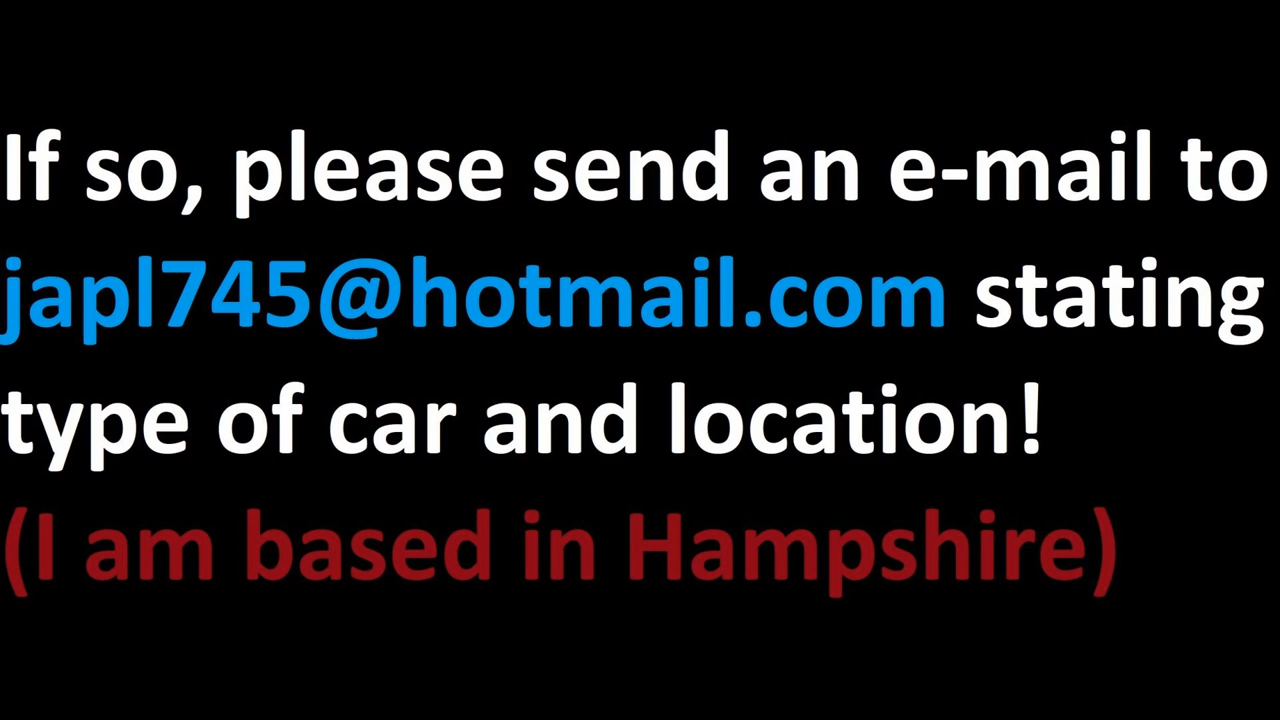 If so, please send an e-mail to
japl745@hotmail.com stating
type of car and location!
(I am based in Hampshire)